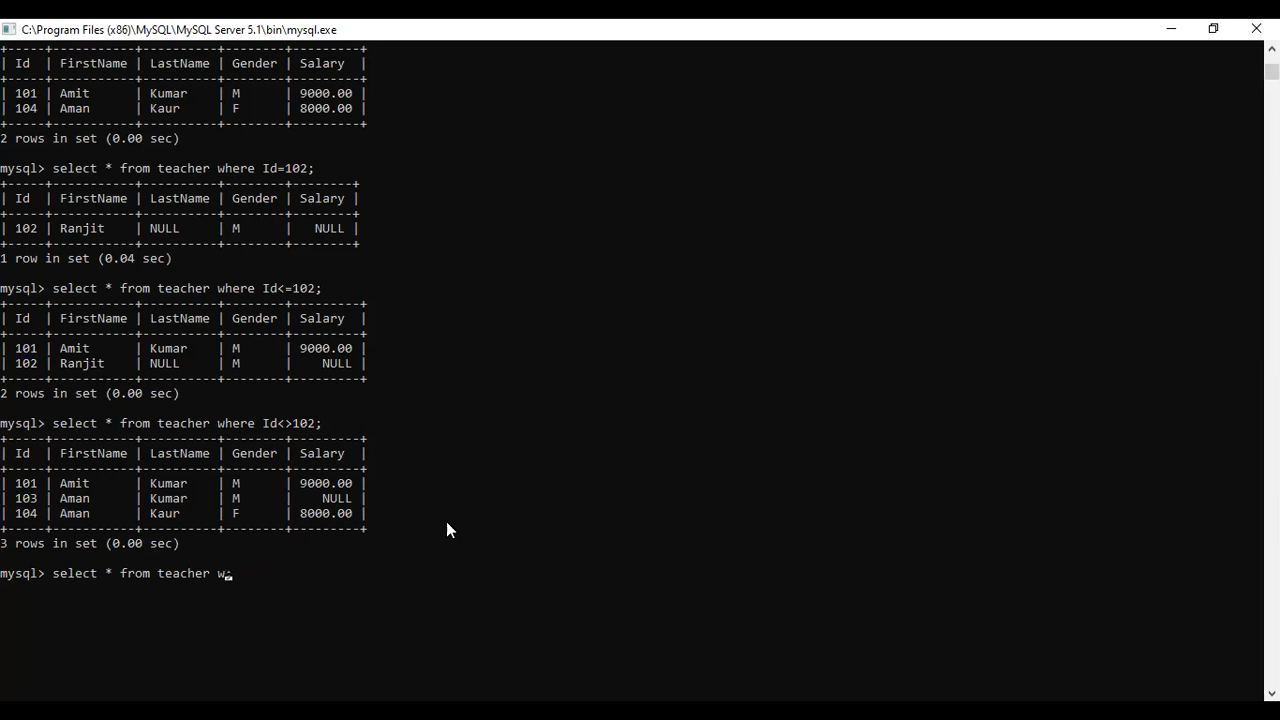 C:\Program Files (x86)\MySQL\MySQL Server 5.1\bin\mysql.exe
+-----+-----------+----------+--------+---------+
| Id  | FirstName | LastName | Gender | Salary  |
+-----+-----------+----------+--------+---------+
| 101 | Amit      | Kumar    | M      | 9000.00 |
| 104 | Aman      | Kaur     | F      | 8000.00 |
+-----+-----------+----------+--------+---------+
2 rows in set (0.00 sec)
mysql> select * from teacher where Id=102;
+-----+-----------+----------+--------+--------+
| Id  | FirstName | LastName | Gender | Salary |
+-----+-----------+----------+--------+--------+
| 102 | Ranjit    | NULL     | M      |   NULL |
+-----+-----------+----------+--------+--------+
1 row in set (0.04 sec)
mysql> select * from teacher where Id<=102;
+-----+-----------+----------+--------+---------+
| Id  | FirstName | LastName | Gender | Salary  |
+-----+-----------+----------+--------+---------+
| 101 | Amit      | Kumar    | M      | 9000.00 |
| 102 | Ranjit    | NULL     | M      |    NULL |
+-----+-----------+----------+--------+---------+
2 rows in set (0.00 sec)
mysql> select * from teacher where Id<>102;
+-----+-----------+----------+--------+---------+
| Id  | FirstName | LastName | Gender | Salary  |
+-----+-----------+----------+--------+---------+
| 101 | Amit      | Kumar    | M      | 9000.00 |
| 103 | Aman      | Kumar    | M      |    NULL |
| 104 | Aman      | Kaur     | F      | 8000.00 |
+-----+-----------+----------+--------+---------+
3 rows in set (0.00 sec)
mysql> select * from teacher w